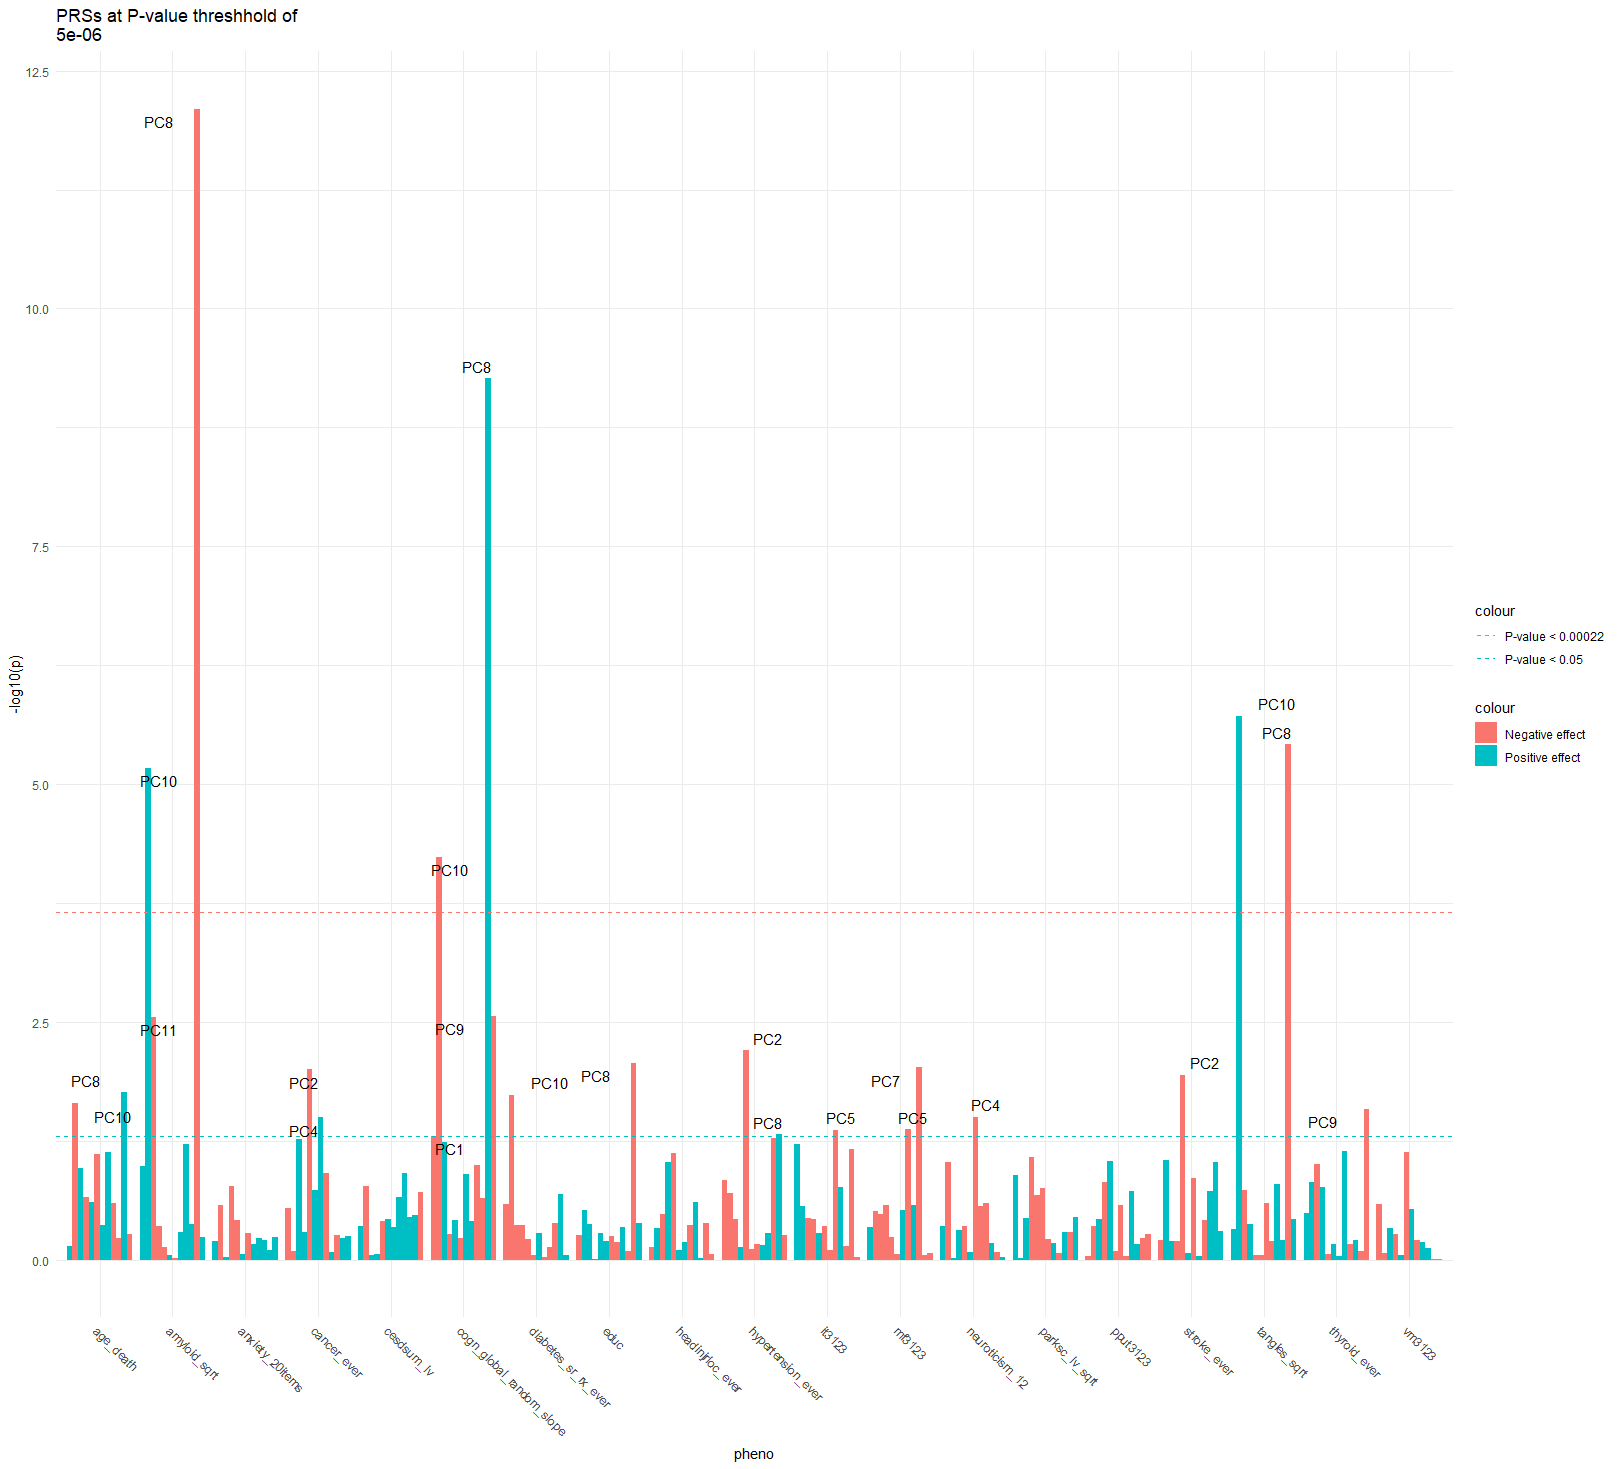 PRSs at P-value threshhold of
5e-06
12.5
PC8
10.0
PC8
7.5
-log10(p)
colour
P-value < 0.00022
P-value < 0.05
colour
Negative effect
Positive effect
PC10
PC8
5.0
PC10
PC10
2.5
PC11
PC9
PC2
PC2
PC8
PC2
PC10
PC8
PC7
PC10
PC4
PC5
PC5
PC4
PC9
PC8
PC1
0.0
age_death
amyloid_sqrt
anxiety_20items
cancer_ever
cesdsum_lv
cogn_global_random_slope
diabetes_sr_rx_ever
educ
headinjrloc_ever
hypertension_ever
it3123
mf3123
neuroticism_12
parksc_lv_sqrt
pput3123
stroke_ever
tangles_sqrt
thyroid_ever
vm3123
pheno